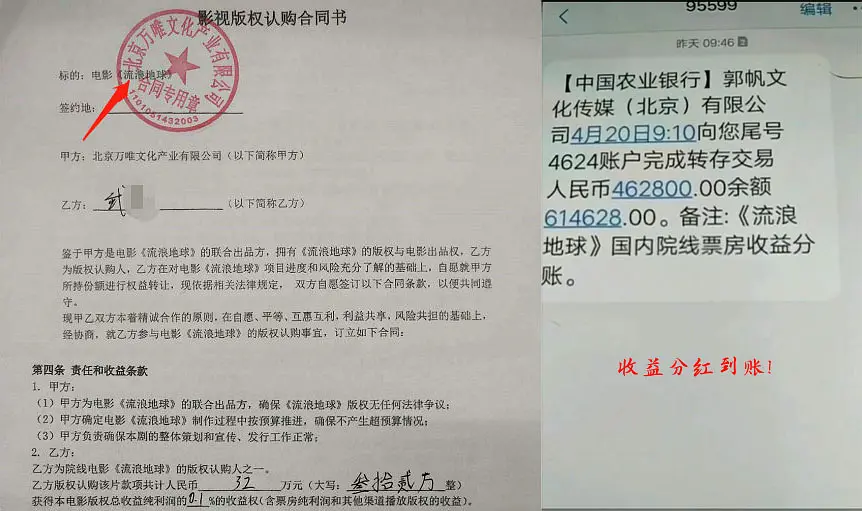 影视版权认购合同书
北京万唯文化产业有限公司
合同专用章
1101051432003
标的：电影《流浪地球》
签约地：
甲方：北京万唯文化产业有限公司（以下简称甲方）
乙方：武（以下简称乙方）
鉴于甲方是电影《流浪地球》的联合出品方，拥有《流浪地球》的版权与电影出品权，乙方
为版权认购人，乙方在对电影《流浪地球》项目进度和风险充分了解的基础上，自愿就甲方
所持份额进行权益转让，现依据相关法律规定， 双方自愿签订以下合同条款，以便共同遵
守。
现甲乙双方本着精诚合作的原则，在自愿、平等、互惠互利，利益共享，风险共担的基础上，
经协商，就乙方参与电影《流浪地球》的版权认购事宜，订立如下合同：
第四条 责任和收益条款
1. 甲方：
（1）甲方为电影《流浪地球》的联合出品方，确保《流浪地球》版权无任何法律争议；
（2）甲方确定电影《流浪地球》制作过程中按预算推进，确保不产生超预算情况；
（3）甲方负责确保本剧的整体策划和宣传、发行工作正常；
2. 乙方：
乙方为院线电影《流浪地球》的版权认购人之一。
乙方版权认购该片款项共计人民币 32 万元（大写：叁拾贰万 整）
获得本电影版权总收益纯利润的0.1%的收益权（含票房纯利润和其他渠道播放版权的收益）。
95599
编辑
昨天 09:46
【中国农业银行】郭帆文
化传媒（北京）有限公
司4月20日9:10向您尾号
4624账户完成转存交易
人民币462800.00余额
614628.00。备注:《流浪
地球》国内院线票房收益分
账。
收益分红到账!